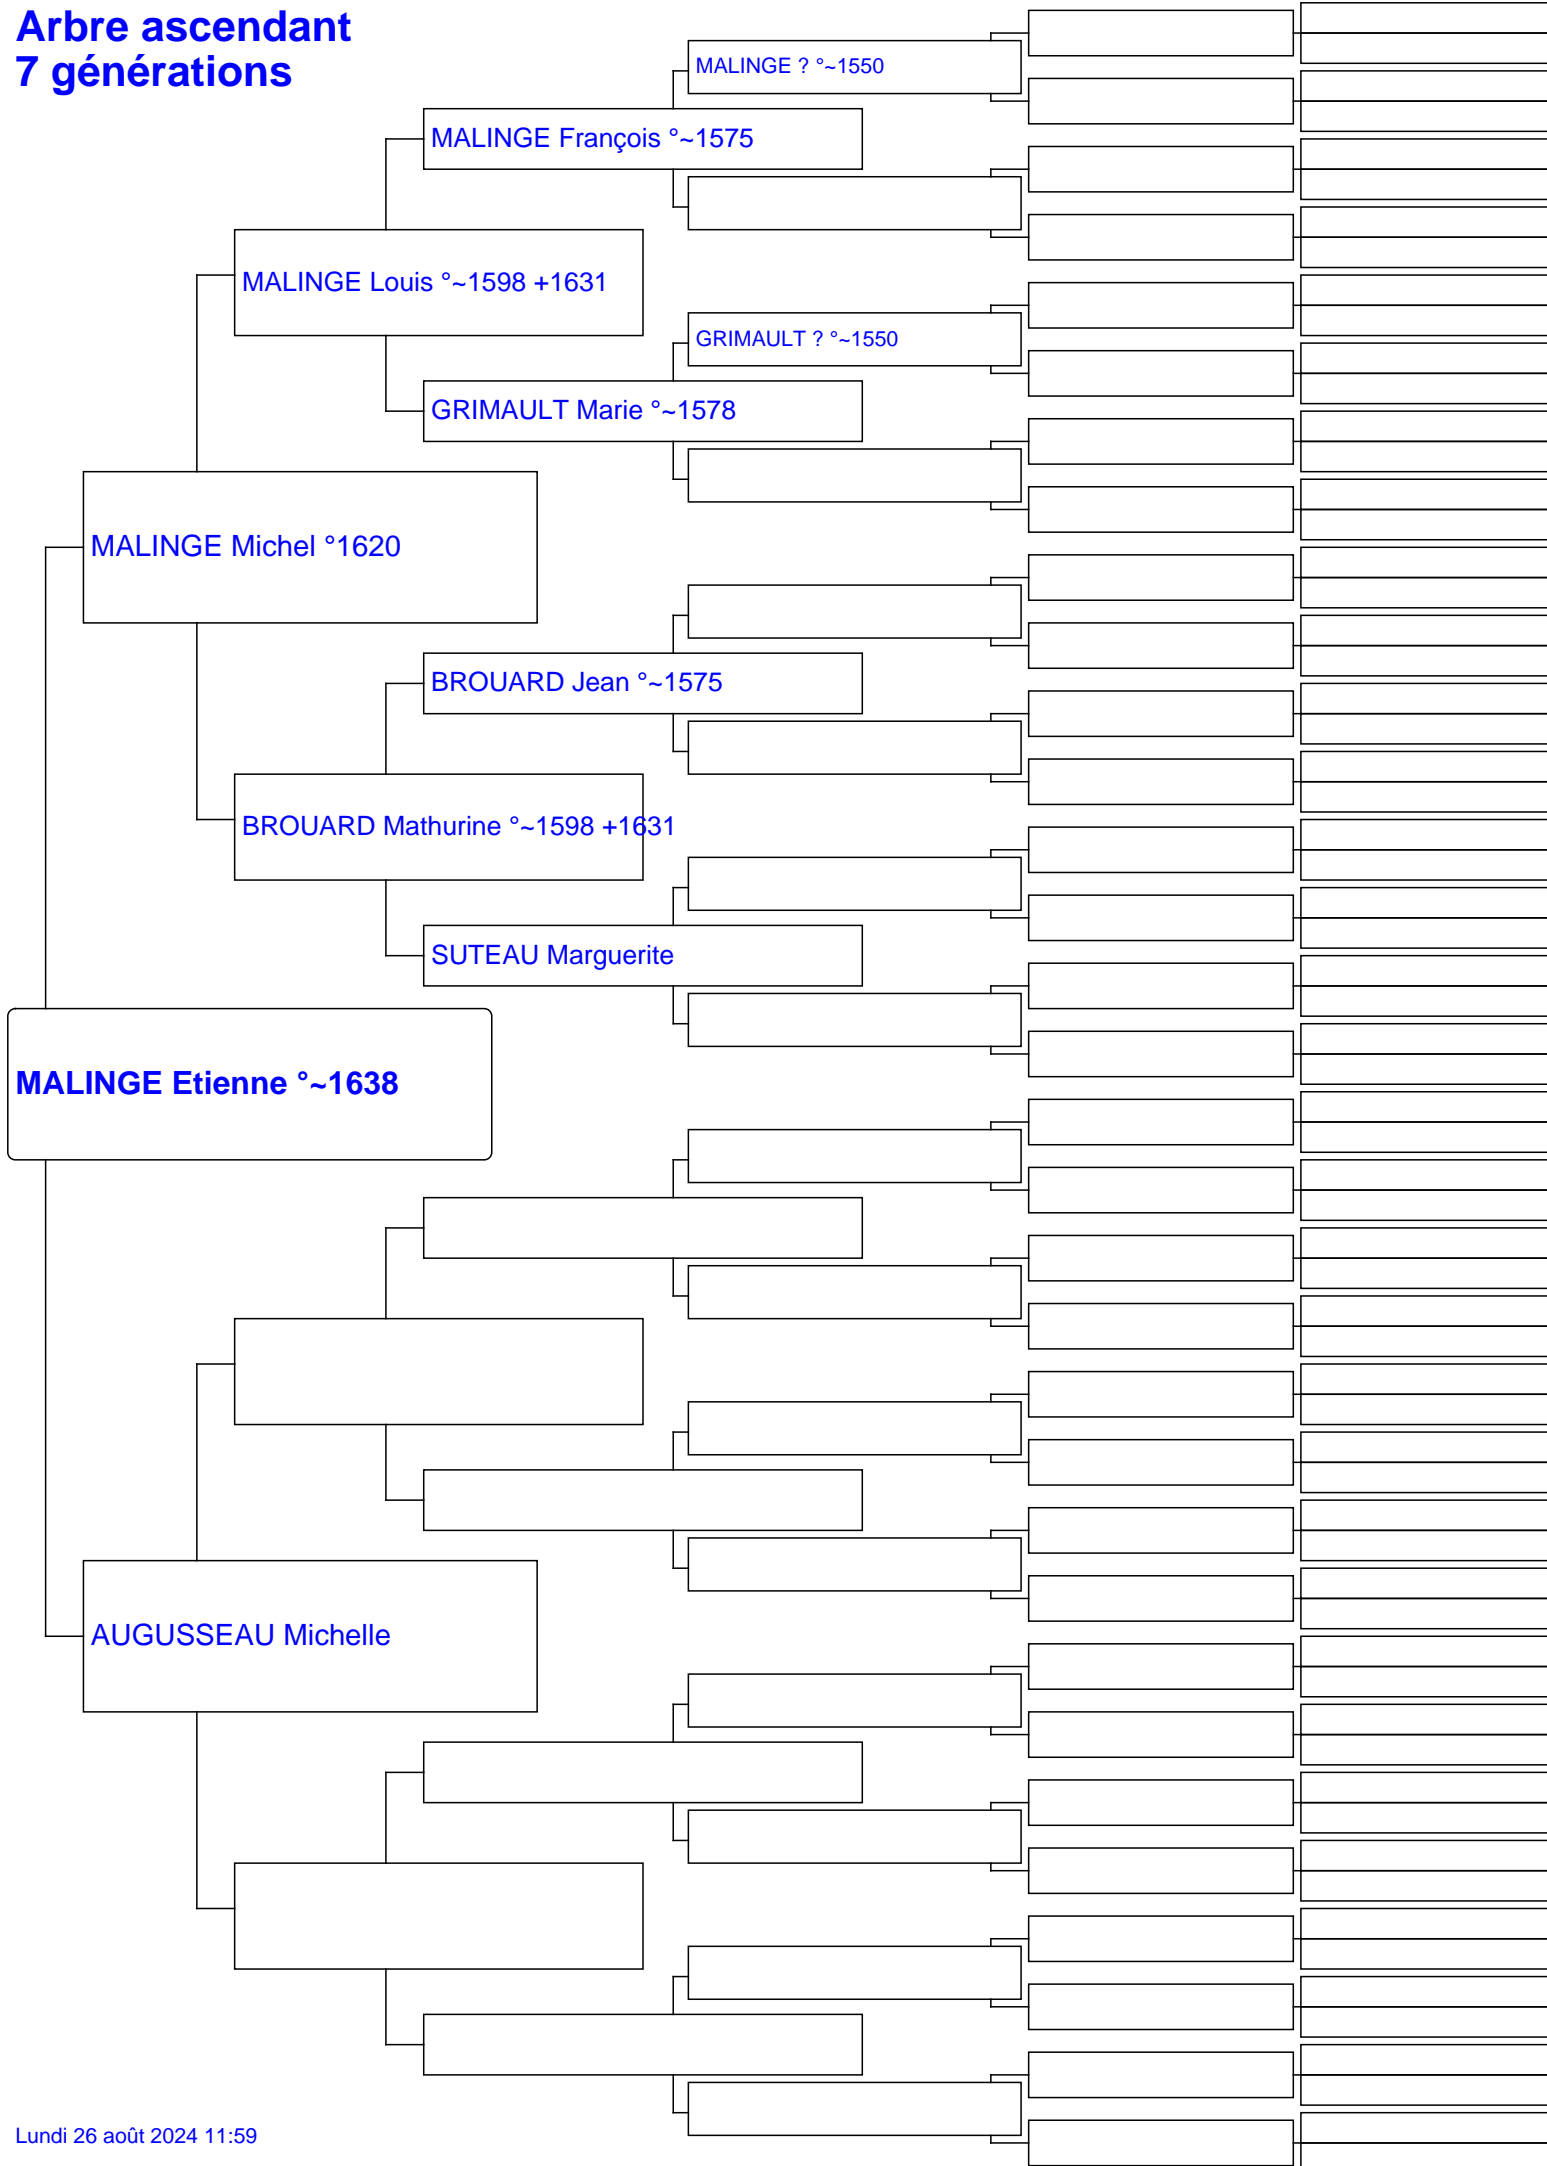 Arbre ascendant
7 générations
MALINGE ? °~1550
MALINGE François °~1575
MALINGE Louis °~1598 +1631
GRIMAULT ? °~1550
GRIMAULT Marie °~1578
MALINGE Michel °1620
BROUARD Jean °~1575
BROUARD Mathurine °~1598 +1631
SUTEAU Marguerite
MALINGE Etienne °~1638
AUGUSSEAU Michelle
Lundi 26 août 2024 11:59